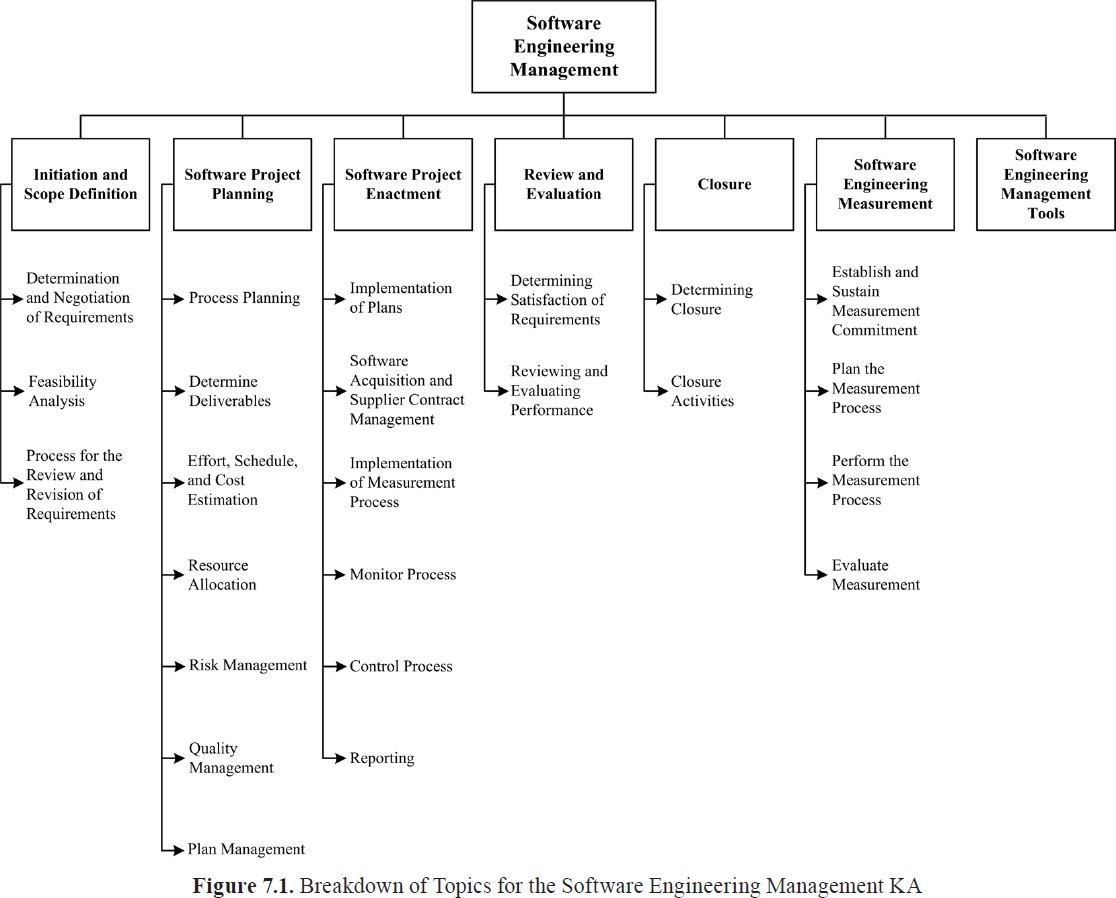 Software
Engineering
Management
Initiation and
Scope Definition
Software Project
Planning
Software Project
Enactment
Review and
Evaluation
Closure
Software
Engineering
Measurement
Software
Engineering
Management
Tools
Determination
and Negotiation
of Requirements
Feasibility
Analysis
Process for the
Review and
Revision of
Requirements
Process Planning
Determine
Deliverables
Effort, Schedule,
and Cost
Estimation
Resource
Allocation
Risk Management
Quality
Management
Plan Management
Implementation
of Plans
Software
Acquisition and
Supplier Contract
Management
Implementation
of Measurement
Process
Monitor Process
Control Process
Reporting
Determining
Satisfaction of
Requirements
Reviewing and
Evaluating
Performance
Determining
Closure
Closure
Activities
Establish and
Sustain
Measurement
Commitment
Plan the
Measurement
Process
Perform the
Measurement
Process
Evaluate
Measurement
Figure 7.1. Breakdown of Topics for the Software Engineering Management KA